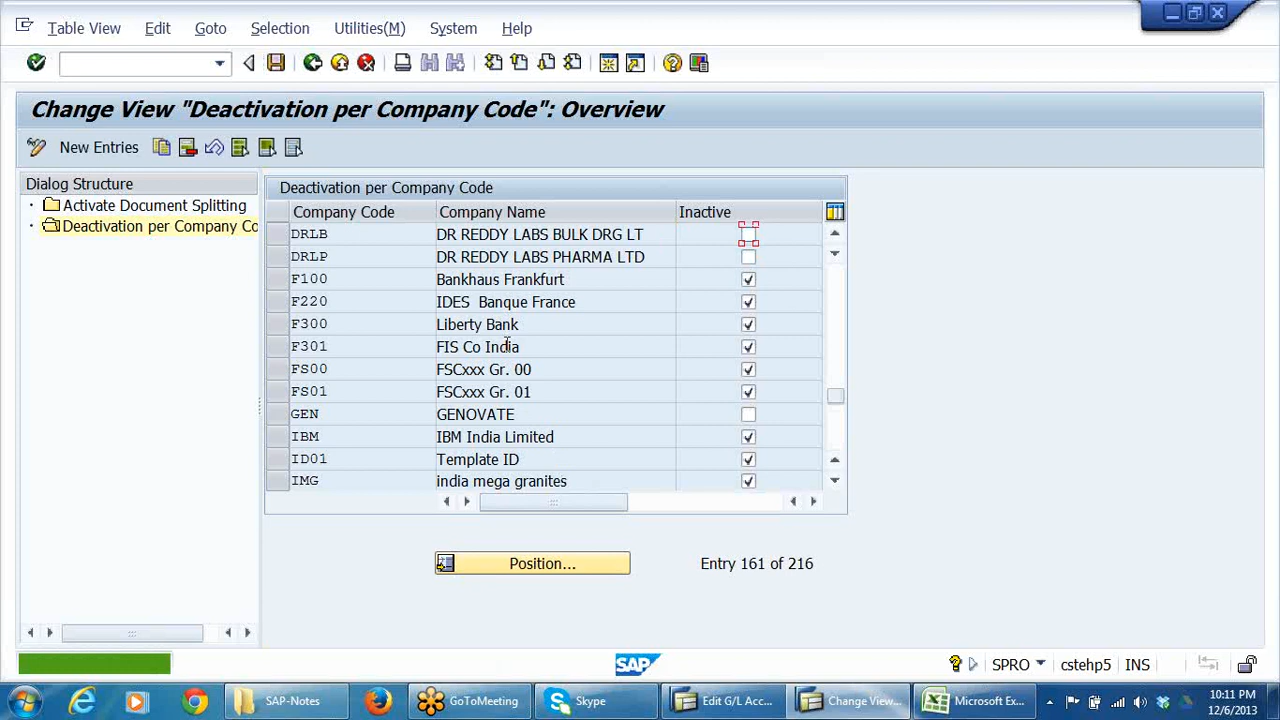 Table View Edit Goto Selection Utilities(M) System Help
Change View "Deactivation per Company Code": Overview
New Entries
Dialog Structure
Activate Document Splitting
Deactivation per Company Co
Deactivation per Company Code
Company Code Company Name Inactive
DRLB DR REDDY LABS BULK DRG LT
DRLP DR REDDY LABS PHARMA LTD
F100 Bankhaus Frankfurt
F220 IDES Banque France
F300 Liberty Bank
F301 FIS Co India
FS00 FSCxxx Gr. 00
FS01 FSCxxx Gr. 01
GEN GENOVATE
IBM IBM India Limited
ID01 Template ID
IMG india mega granites
Position... Entry 161 of 216
SAP SPRO cstehp5 INS
SAP-Notes GoToMeeting Skype Edit G/L Acc... Change View... Microsoft Ex... 10:11 PM
12/6/2013